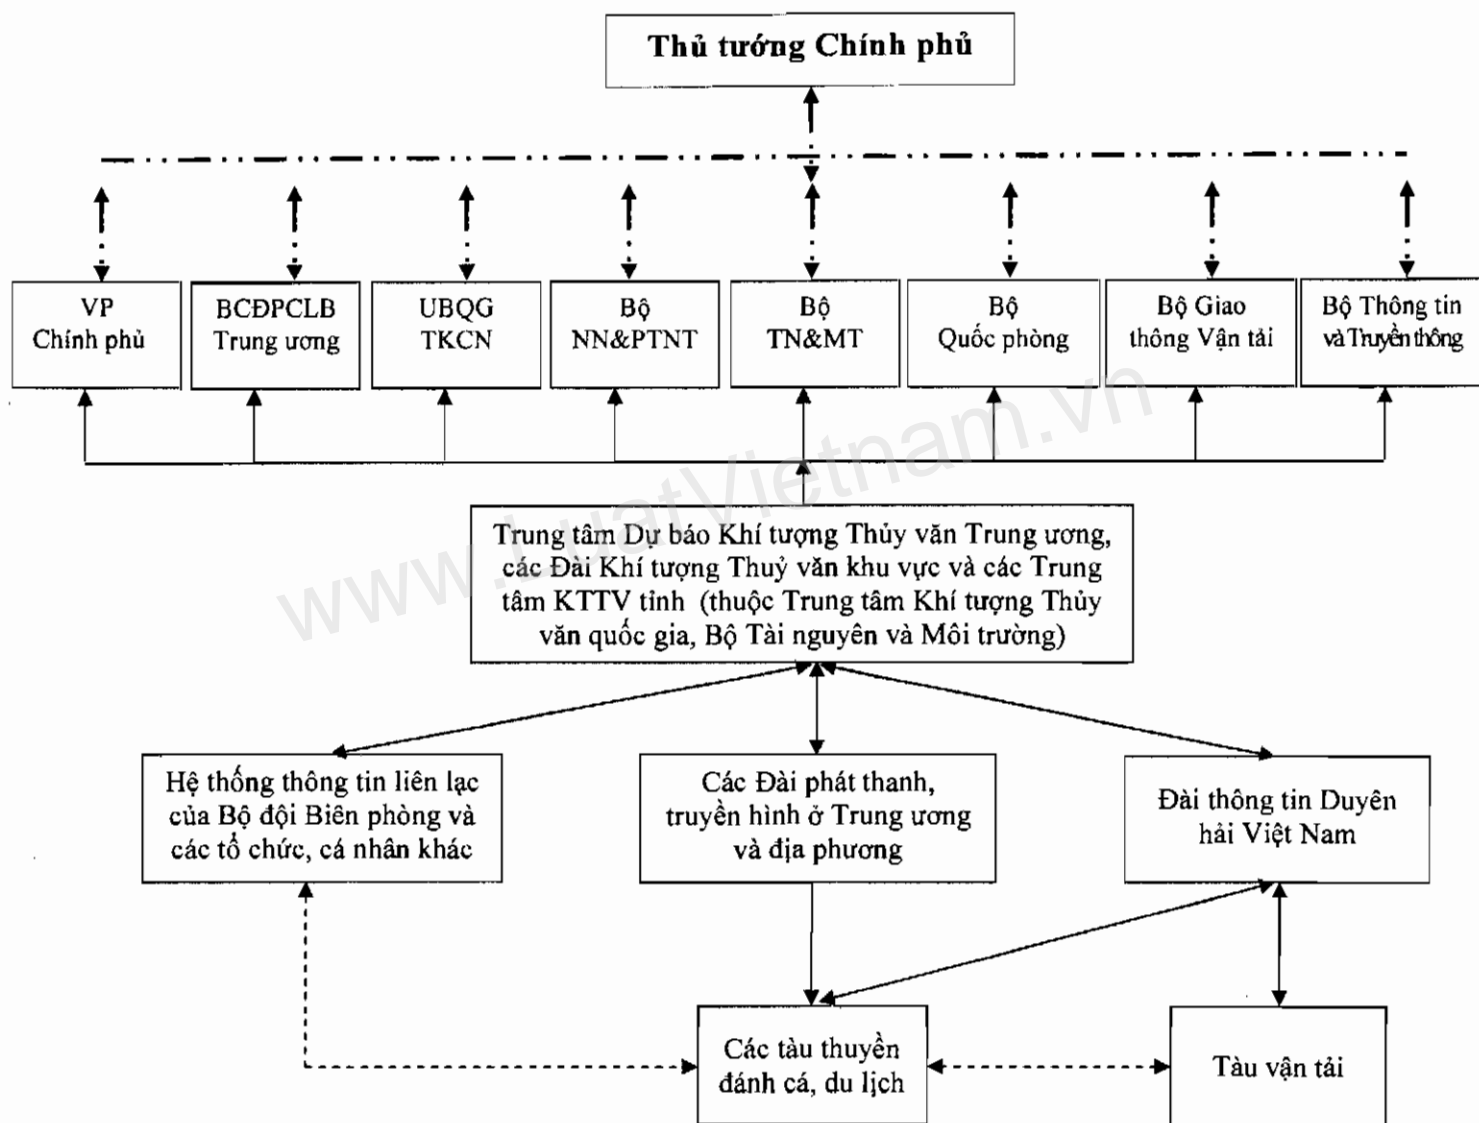 Thủ tướng Chính phủ
VP
Chính phủ
BCĐPCLB
Trung ương
UBQG
TKCN
Bộ
NN&PTNT
Bộ
TN&MT
Bộ
Quốc phòng
Bộ Giao
thông Vận tải
Bộ Thông tin
và Truyền thông
www.LuatVietnam.vn
Trung tâm Dự báo Khí tượng Thủy văn Trung ương,
các Đài Khí tượng Thuỷ văn khu vực và các Trung
tâm KTTV tỉnh (thuộc Trung tâm Khí tượng Thủy
văn quốc gia, Bộ Tài nguyên và Môi trường)
Hệ thống thông tin liên lạc
của Bộ đội Biên phòng và
các tổ chức, cá nhân khác
Các Đài phát thanh,
truyền hình ở Trung ương
và địa phương
Đài thông tin Duyên
hải Việt Nam
Các tàu thuyền
đánh cá, du lịch
Tàu vận tải